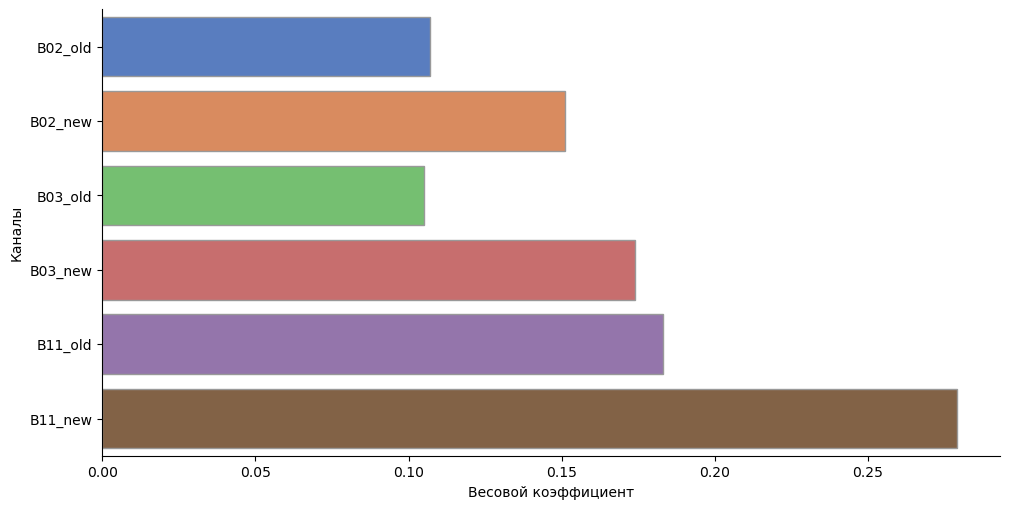 B02_old
B02_new
B03_old
B03_new
B11_old
B11_new
Каналы
0.00 0.05 0.10 0.15 0.20 0.25
Весовой коэффициент